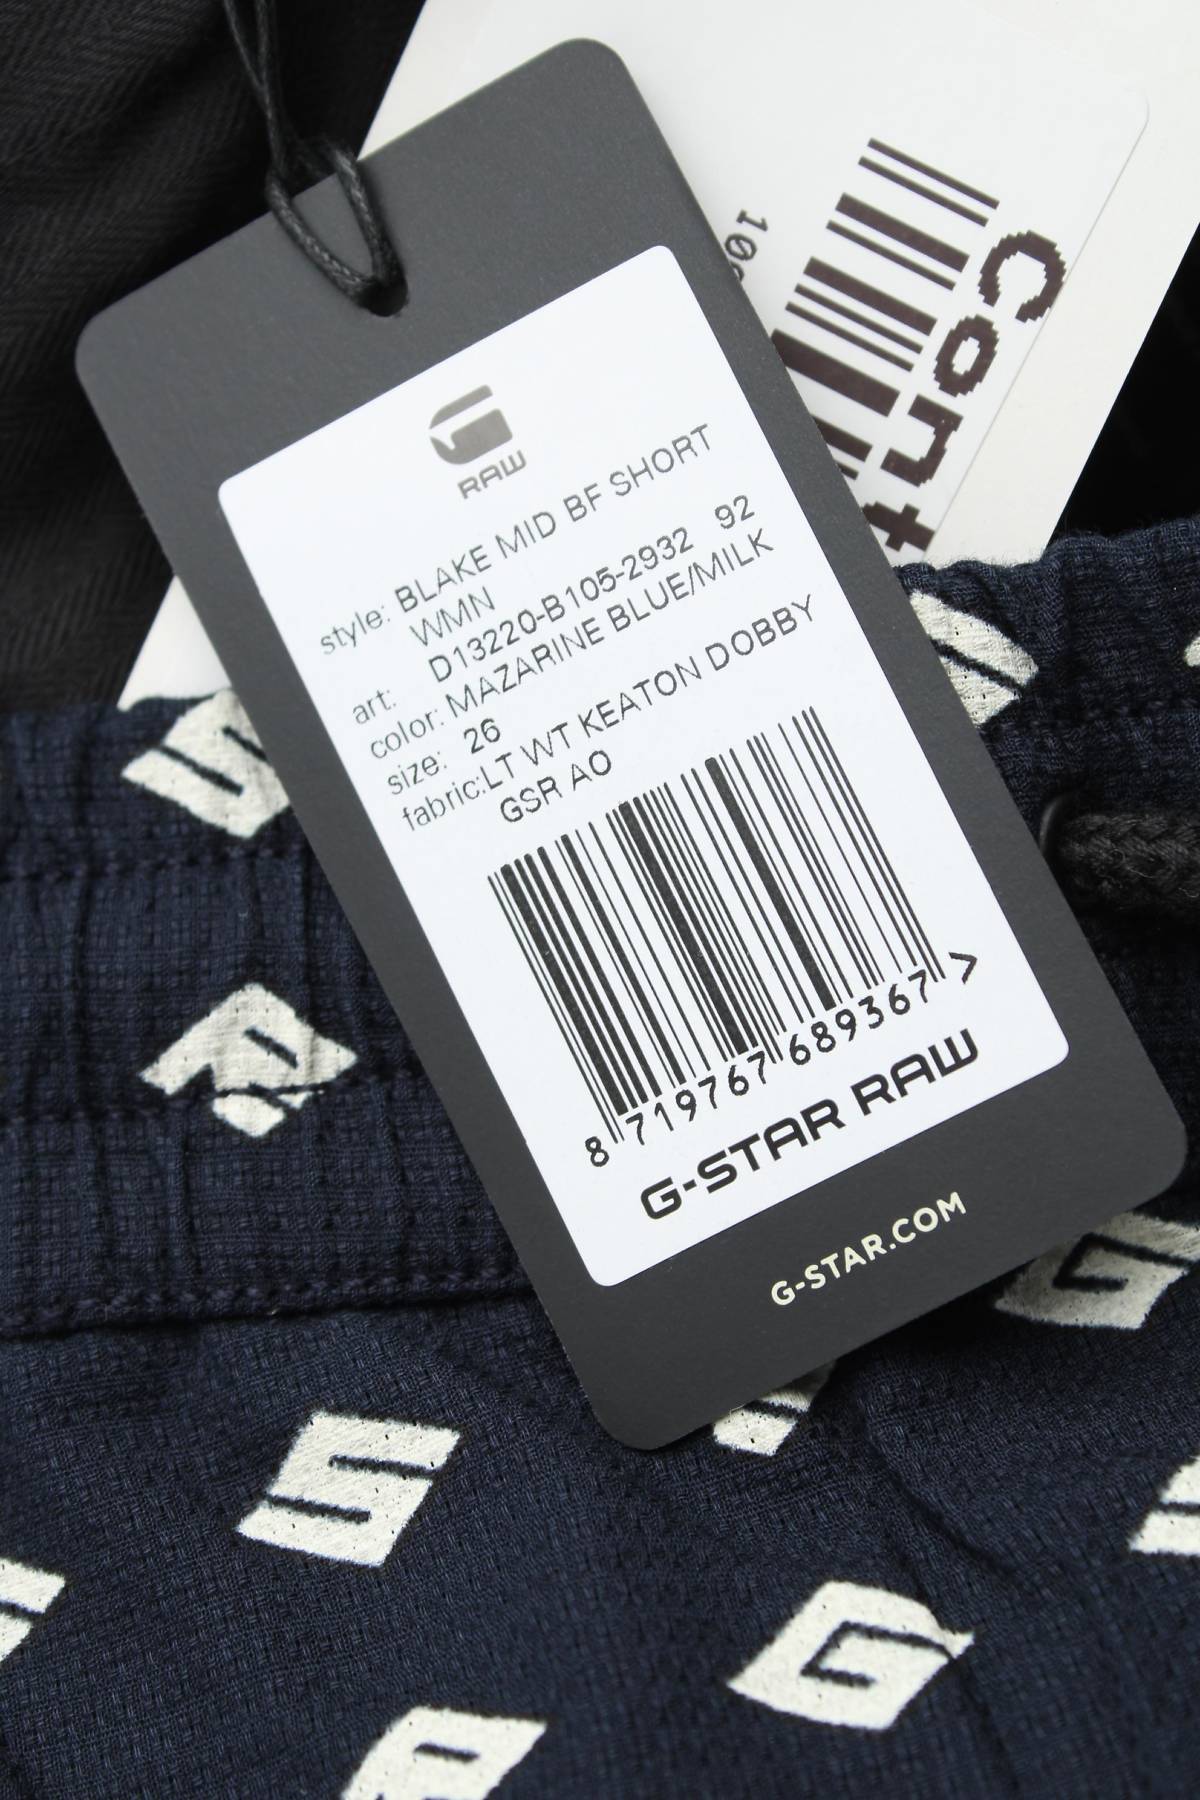 RAW
style: BLAKE MID BF SHORT
WMN
art: D13220-B105-2932 92
color: MAZARINE BLUE/MILK
size: 26
fabric: LT WT KEATON DOBBY
GSR AO
8 719767 689367 >
G-STAR RAW
G-STAR.COM
Cont